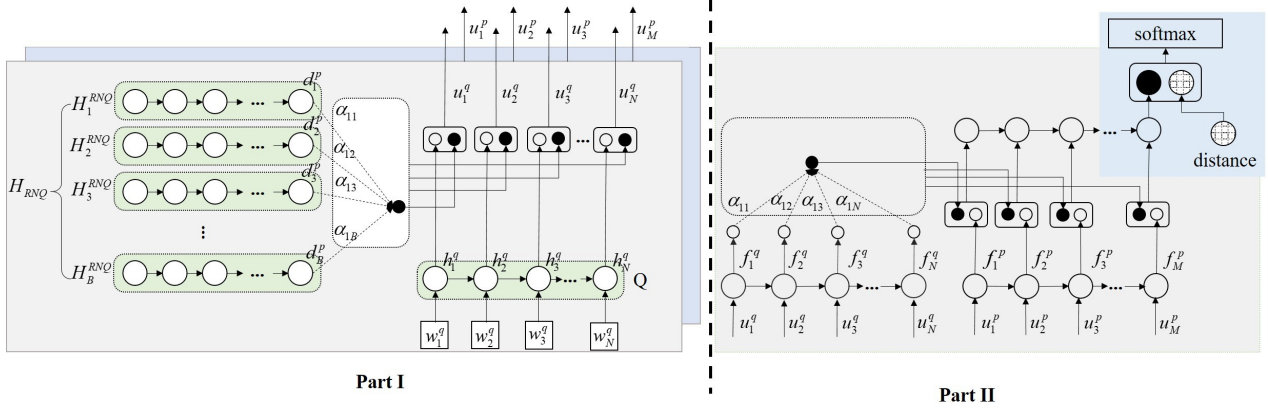 u_1^p u_2^p u_3^p u_M^p
u_1^q u_2^q u_3^q u_N^q
H_RNQ
H_1^RNQ ... d_1^p
H_2^RNQ ... d_2^p
H_3^RNQ ... d_3^p
⋮
H_B^RNQ ... d_B^p
α_11
α_12
α_13
α_1B
...
h_1^q h_2^q h_3^q ... h_N^q Q
w_1^q w_2^q w_3^q w_N^q
Part I
softmax
distance
...
α_11 α_12 α_13 α_1N
f_1^q f_2^q f_3^q f_N^q
...
u_1^q u_2^q u_3^q u_N^q
f_1^p f_2^p f_3^p f_M^p
...
u_1^p u_2^p u_3^p u_M^p
Part II